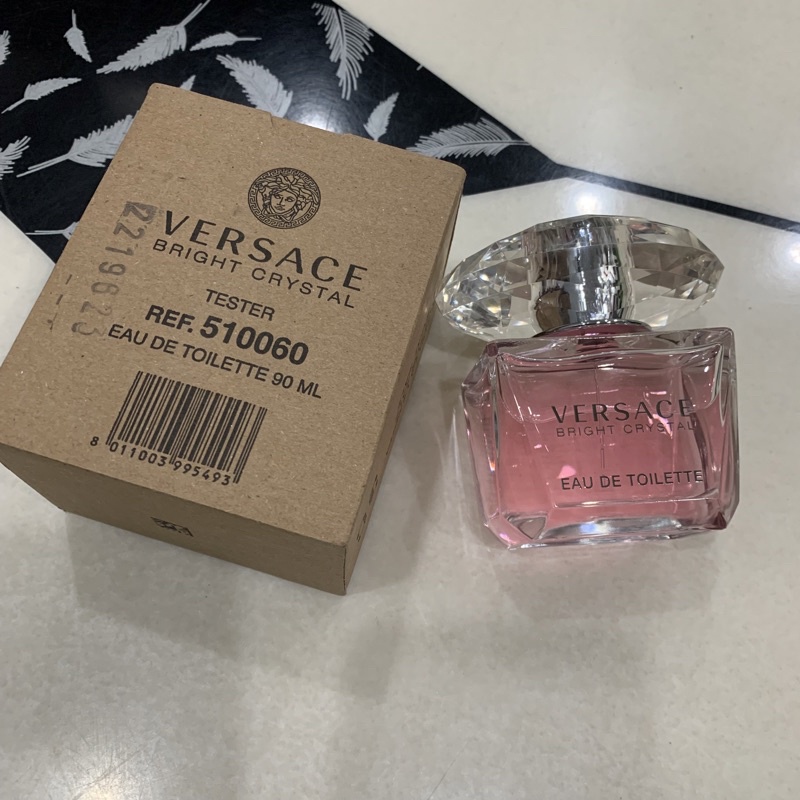 VERSACE
BRIGHT CRYSTAL
TESTER
REF. 510060
EAU DE TOILETTE 90 ML
8 011003 995493
VERSACE
BRIGHT CRYSTAL
EAU DE TOILETTE